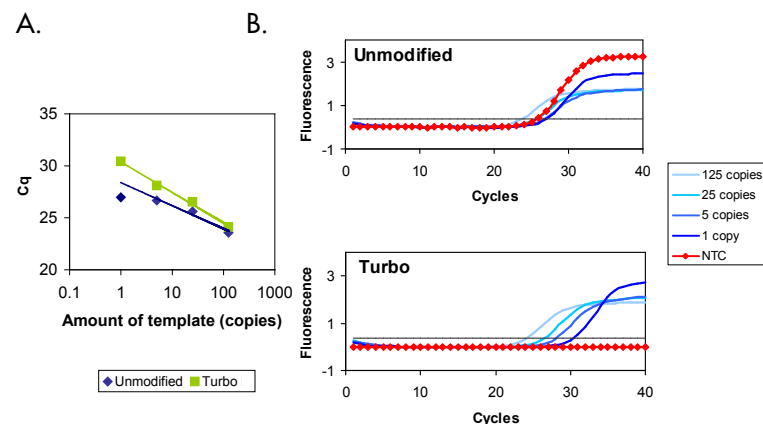 A.
B.
35
30
25
20
Cq
0.1 1 10 100 1000
Amount of template (copies)
Unmodified Turbo
Unmodified
3
1
-1
Fluorescence
0 10 20 30 40
Cycles
Turbo
3
1
-1
Fluorescence
0 10 20 30 40
Cycles
125 copies
25 copies
5 copies
1 copy
NTC